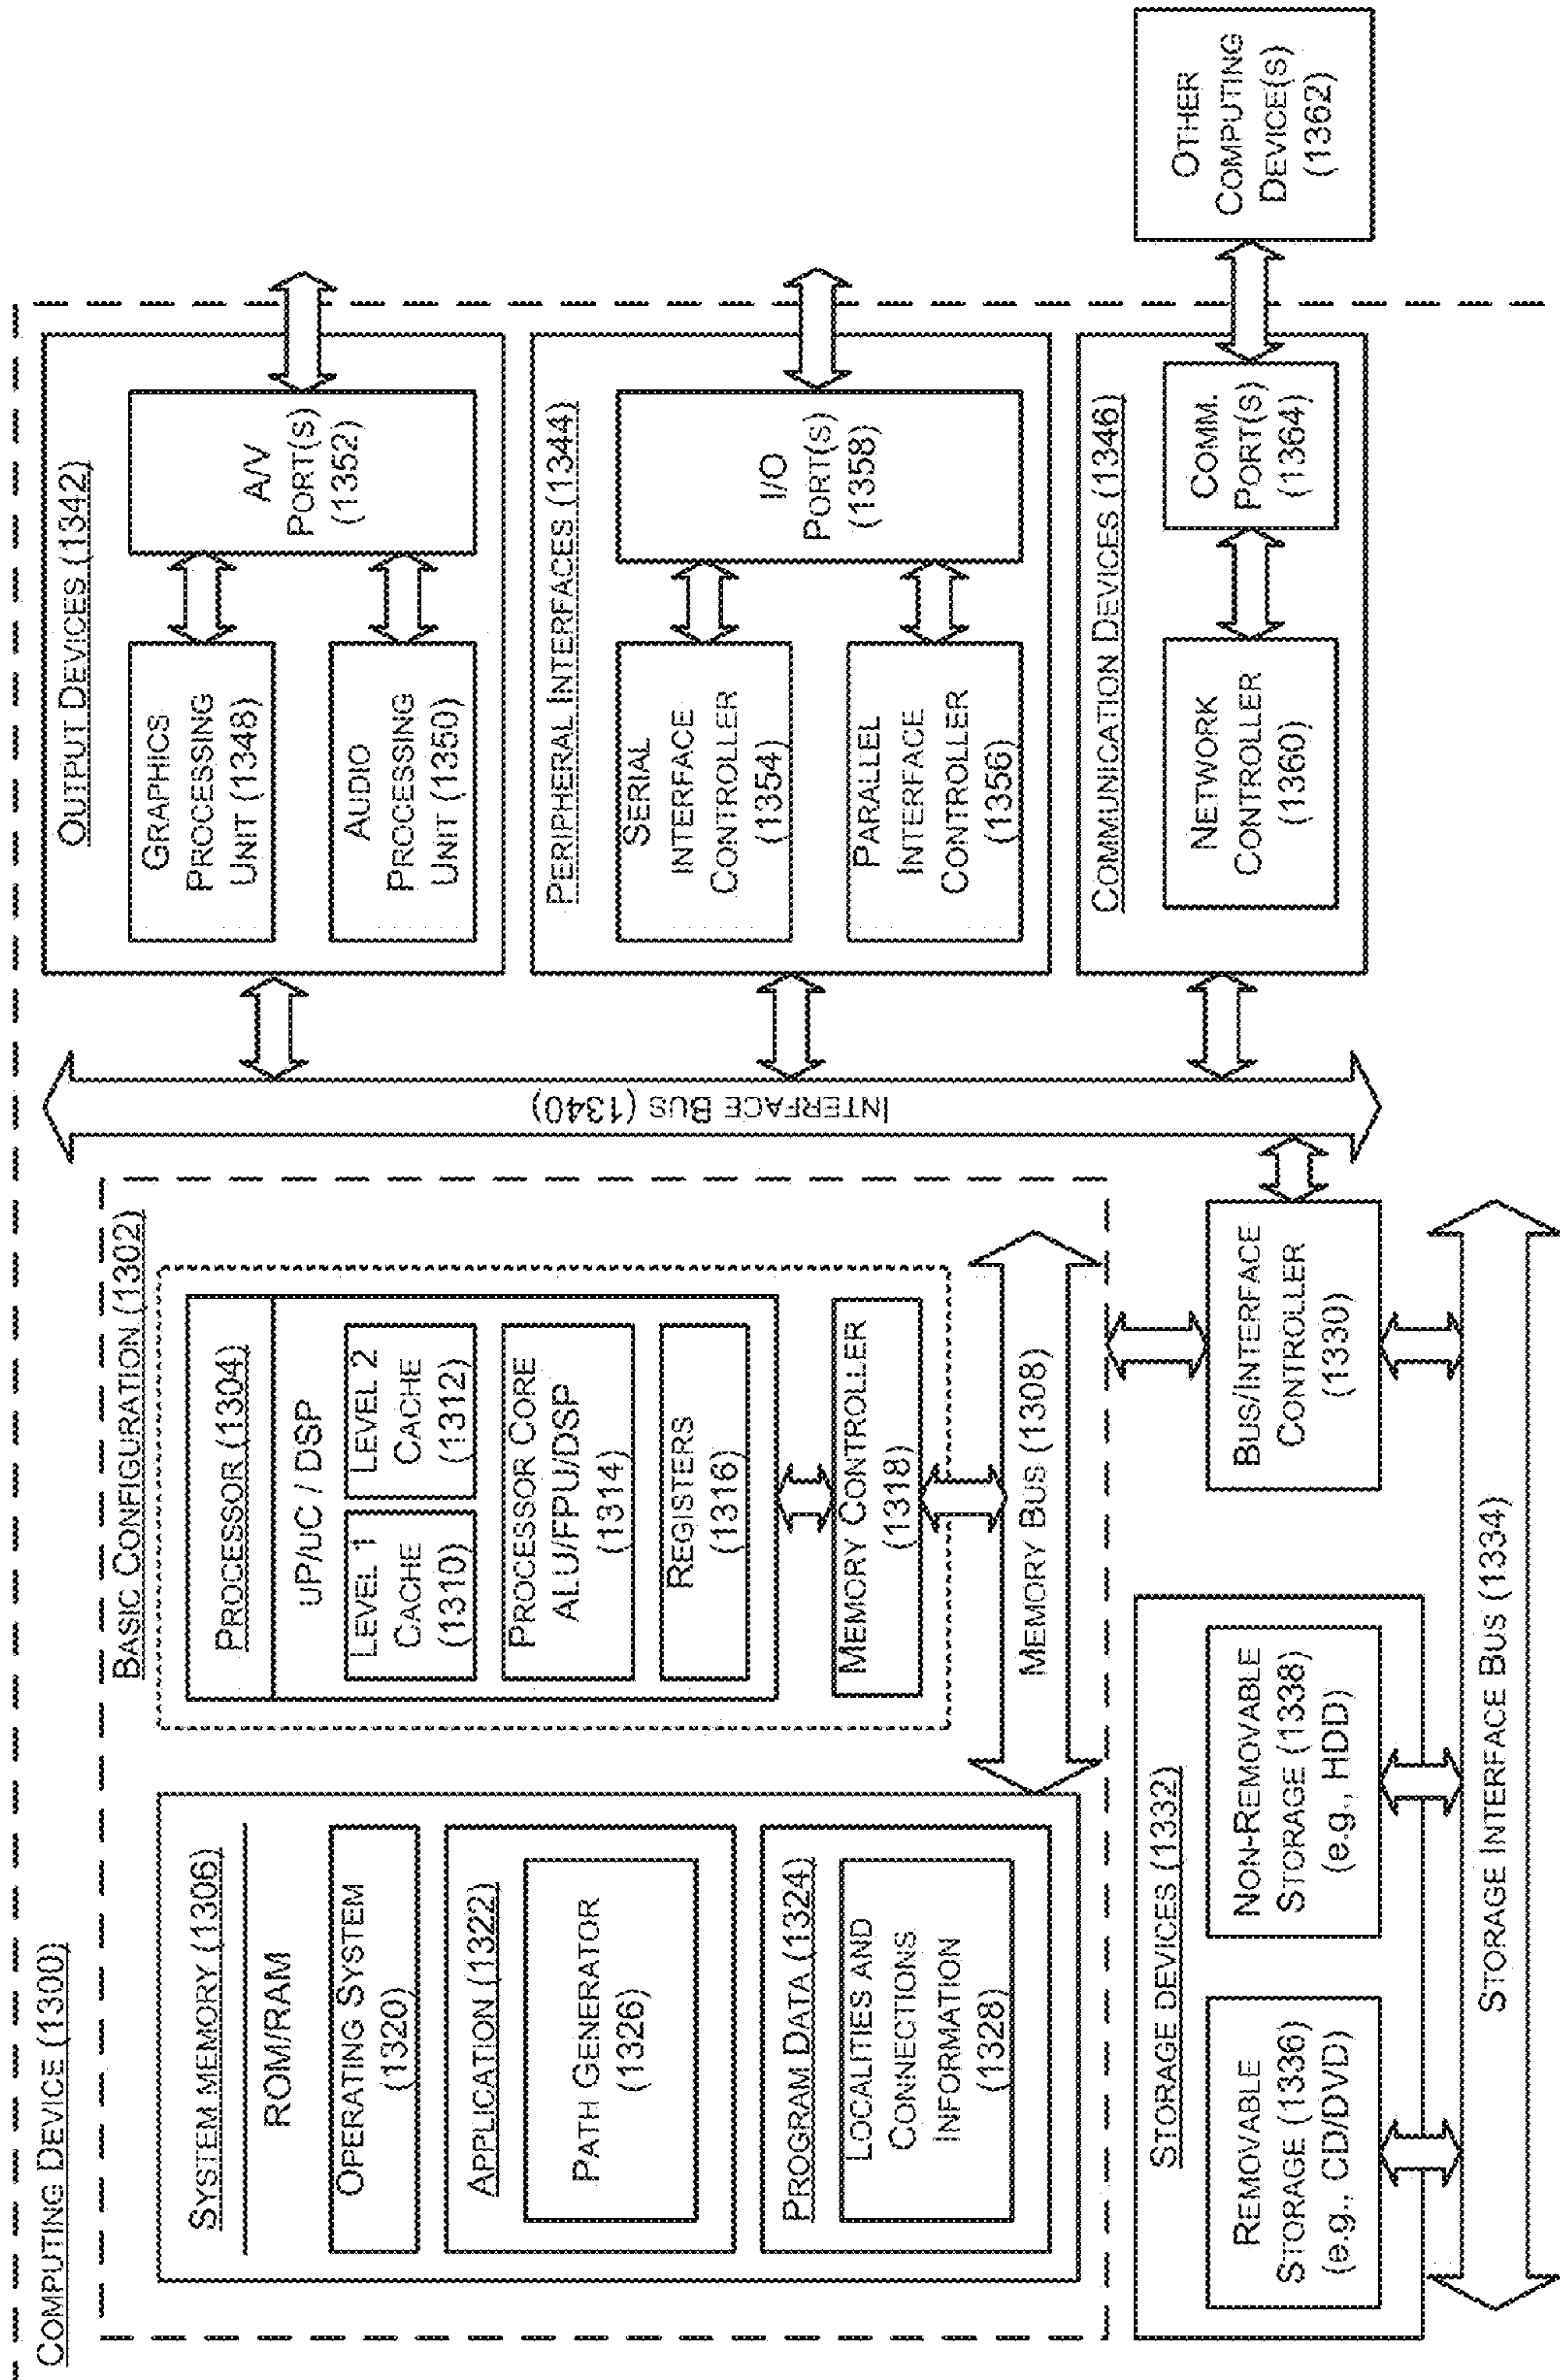 COMPUTING DEVICE (1300)
BASIC CONFIGURATION (1302)
SYSTEM MEMORY (1306)
ROM/RAM
OPERATING SYSTEM
(1320)
APPLICATION (1322)
PATH GENERATOR
(1326)
PROGRAM DATA (1324)
LOCALITIES AND
CONNECTIONS
INFORMATION
(1328)
PROCESSOR (1304)
UP/UC / DSP
LEVEL 1
CACHE
(1310)
LEVEL 2
CACHE
(1312)
PROCESSOR CORE
ALU/FPU/DSP
(1314)
REGISTERS
(1316)
MEMORY CONTROLLER
(1318)
MEMORY BUS (1308)
STORAGE DEVICES (1332)
REMOVABLE
STORAGE (1336)
(e.g., CD/DVD)
NON-REMOVABLE
STORAGE (1338)
(e.g., HDD)
BUS/INTERFACE
CONTROLLER
(1330)
STORAGE INTERFACE BUS (1334)
INTERFACE BUS (1340)
OUTPUT DEVICES (1342)
GRAPHICS
PROCESSING
UNIT (1348)
AUDIO
PROCESSING
UNIT (1350)
A/V
PORT(S)
(1352)
PERIPHERAL INTERFACES (1344)
SERIAL
INTERFACE
CONTROLLER
(1354)
PARALLEL
INTERFACE
CONTROLLER
(1356)
I/O
PORT(S)
(1358)
COMMUNICATION DEVICES (1346)
NETWORK
CONTROLLER
(1360)
COMM.
PORT(S)
(1364)
OTHER
COMPUTING
DEVICE(S)
(1362)